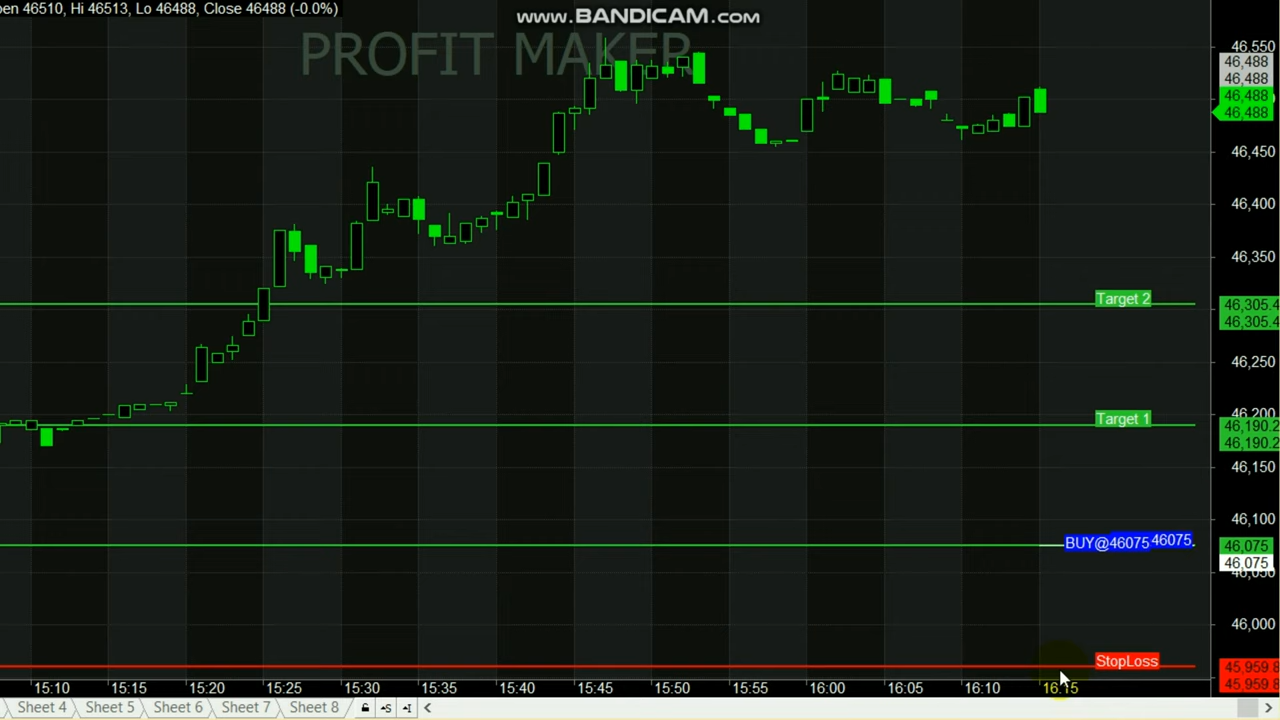 pen 46510, Hi 46513, Lo 46488, Close 46488 (-0.0%)
www.BANDICAM.com
PROFIT MAKER
46,550
46,488
46,488
46,488
46,488
46,450
46,400
46,350
Target 2
46,305.4
46,305.4
46,250
46,200
Target 1
46,190.2
46,190.2
46,150
46,100
BUY@46075 46075
46,075
46,075
46,050
46,000
StopLoss
45,959.8
45,959.8
15:10 15:15 15:20 15:25 15:30 15:35 15:40 15:45 15:50 15:55 16:00 16:05 16:10 16:15
Sheet 4 Sheet 5 Sheet 6 Sheet 7 Sheet 8